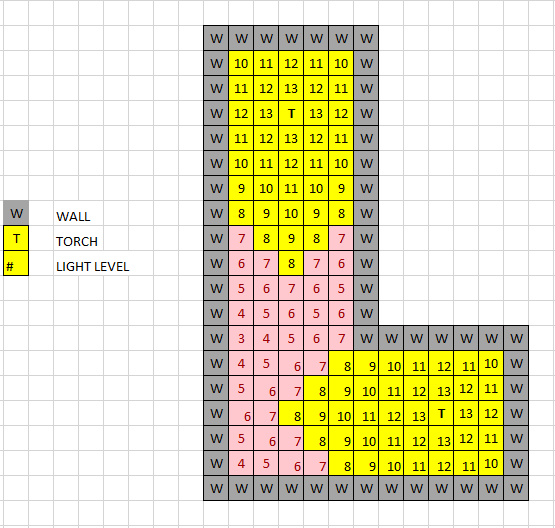 W W W W W W W
W 10 11 12 11 10 W
W 11 12 13 12 11 W
W 12 13 T 13 12 W
W 11 12 13 12 11 W
W 10 11 12 11 10 W
W 9 10 11 10 9 W
W WALL W 8 9 10 9 8 W
T TORCH W 7 8 9 8 7 W
# LIGHT LEVEL W 6 7 8 7 6 W
W 5 6 7 6 5 W
W 4 5 6 5 6 W
W 3 4 5 6 7 W W W W W W W
W 4 5 6 7 8 9 10 11 12 11 10 W
W 5 6 7 8 9 10 11 12 13 12 11 W
W 6 7 8 9 10 11 12 13 T 13 12 W
W 5 6 7 8 9 10 11 12 13 12 11 W
W 4 5 6 7 8 9 10 11 12 11 10 W
W W W W W W W W W W W W W